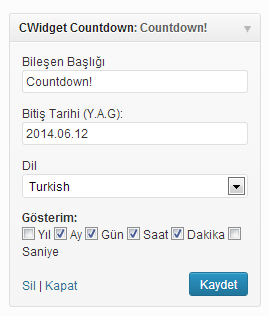 CWidget Countdown: Countdown!
Bileşen Başlığı
Countdown!
Bitiş Tarihi (Y.A.G):
2014.06.12
Dil
Turkish
Gösterim:
Yıl Ay Gün Saat Dakika
Saniye
Sil | Kapat Kaydet